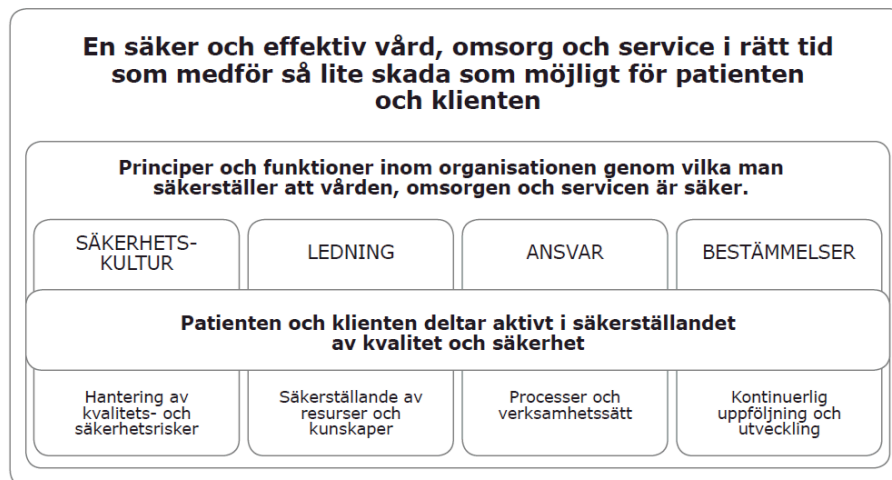 En säker och effektiv vård, omsorg och service i rätt tid
som medför så lite skada som möjligt för patienten
och klienten
Principer och funktioner inom organisationen genom vilka man
säkerställer att vården, omsorgen och servicen är säker.
SÄKERHETS-
KULTUR
LEDNING
ANSVAR
BESTÄMMELSER
Patienten och klienten deltar aktivt i säkerställandet
av kvalitet och säkerhet
Hantering av
kvalitets- och
säkerhetsrisker
Säkerställande av
resurser och
kunskaper
Processer och
verksamhetssätt
Kontinuerlig
uppföljning och
utveckling